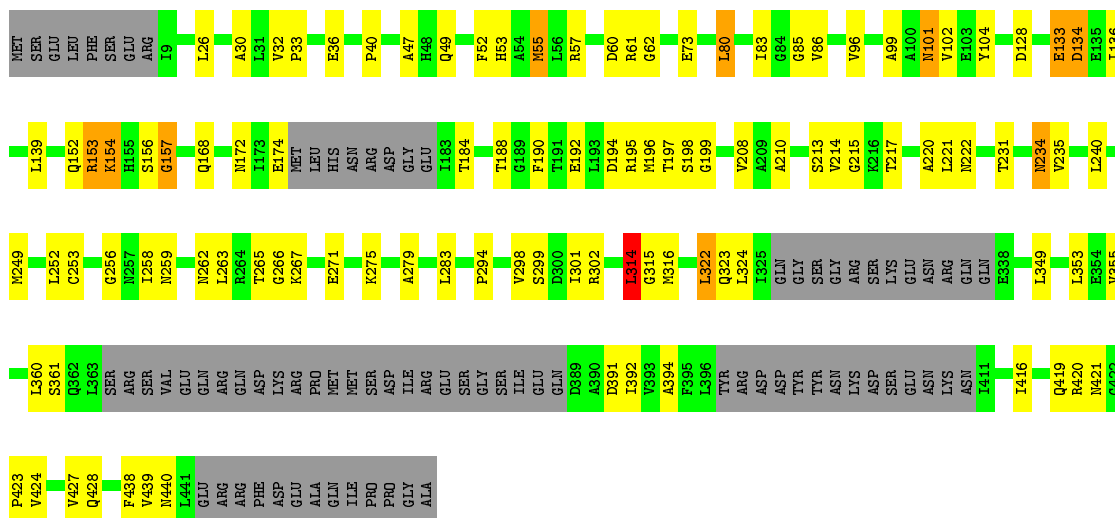 MET SER GLU LEU PHE SER GLU ARG I9 L26 A30 L31 V32 P33 E36 P40 A47 H48 Q49 F52 H53 A54 M55 L56 R57 D60 R61 G62 E73 L80 I83 G84 G85 V86 V96 A99 A100 N101 V102 E103 Y104 D128 E133 D134 E135 I136
L139 Q152 R153 K154 H155 S156 G157 Q168 N172 I173 E174 MET LEU HIS ASN ARG ASP GLY GLU I183 T184 T188 G189 F190 T191 E192 L193 D194 R195 M196 T197 S198 G199 V208 A209 A210 S213 V214 G215 K216 T217 A220 L221 N222 T231 N234 V235 L240
M249 L252 C253 G256 N257 I258 N259 N262 L263 R264 T265 G266 K267 E271 K275 A279 L283 P294 V298 S299 D300 I301 R302 L314 G315 M316 L322 Q323 L324 I325 GLN GLY SER GLY ARG SER LYS GLU ASN ARG GLN GLN E338 L349 L353 E354 V355
L360 S361 Q362 L363 SER ARG SER VAL GLU GLN ARG GLN ASP LYS ARG PRO MET MET SER ASP ILE ARG GLU SER GLY SER ILE GLU GLN D389 A390 D391 I392 V393 A394 F395 L396 TYR ARG ASP ASP TYR TYR ASN LYS ASP SER GLU ASN LYS ASN I411 I416 Q419 R420 N421 G422
P423 V424 V427 Q428 F438 V439 N440 L441 GLU ARG ARG PHE ASP GLU ALA GLN ILE PRO PRO GLY ALA